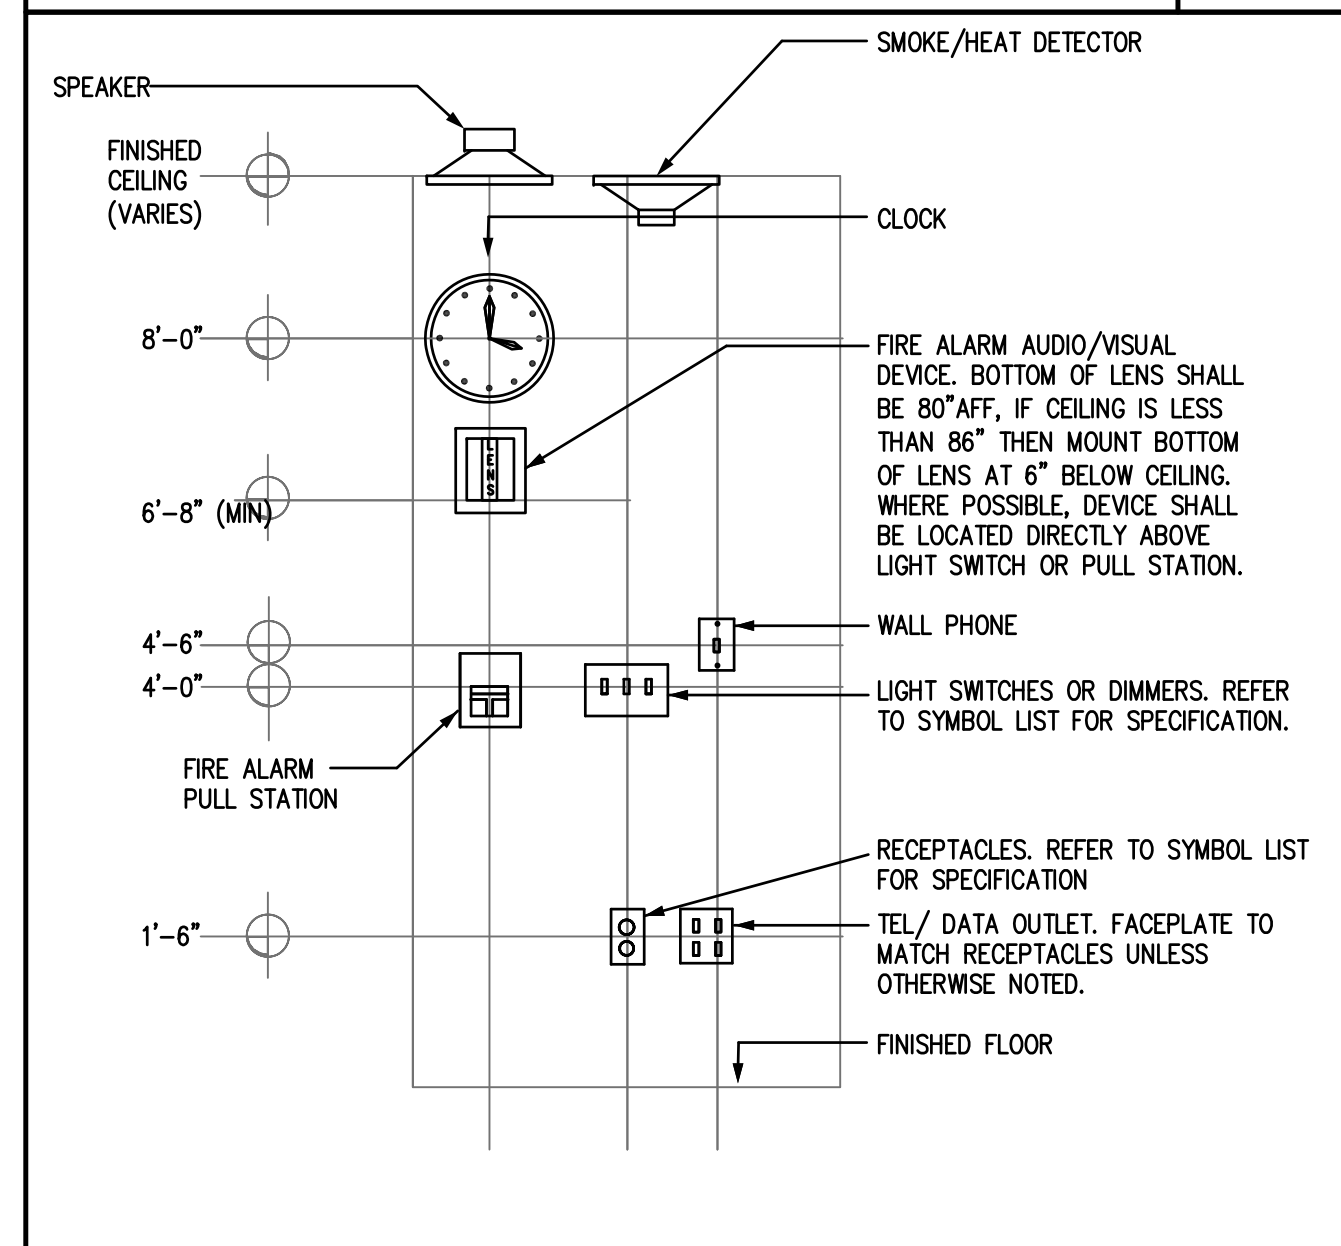 SMOKE/HEAT DETECTOR
SPEAKER
FINISHED
CEILING
(VARIES)
CLOCK
8'-0"
FIRE ALARM AUDIO/VISUAL
DEVICE. BOTTOM OF LENS SHALL
BE 80"AFF, IF CEILING IS LESS
THAN 86" THEN MOUNT BOTTOM
OF LENS AT 6" BELOW CEILING.
WHERE POSSIBLE, DEVICE SHALL
BE LOCATED DIRECTLY ABOVE
LIGHT SWITCH OR PULL STATION.
LENS
6'-8" (MIN)
4'-6"
WALL PHONE
4'-0"
LIGHT SWITCHES OR DIMMERS. REFER
TO SYMBOL LIST FOR SPECIFICATION.
FIRE ALARM
PULL STATION
RECEPTACLES. REFER TO SYMBOL LIST
FOR SPECIFICATION
1'-6"
TEL/ DATA OUTLET. FACEPLATE TO
MATCH RECEPTACLES UNLESS
OTHERWISE NOTED.
FINISHED FLOOR